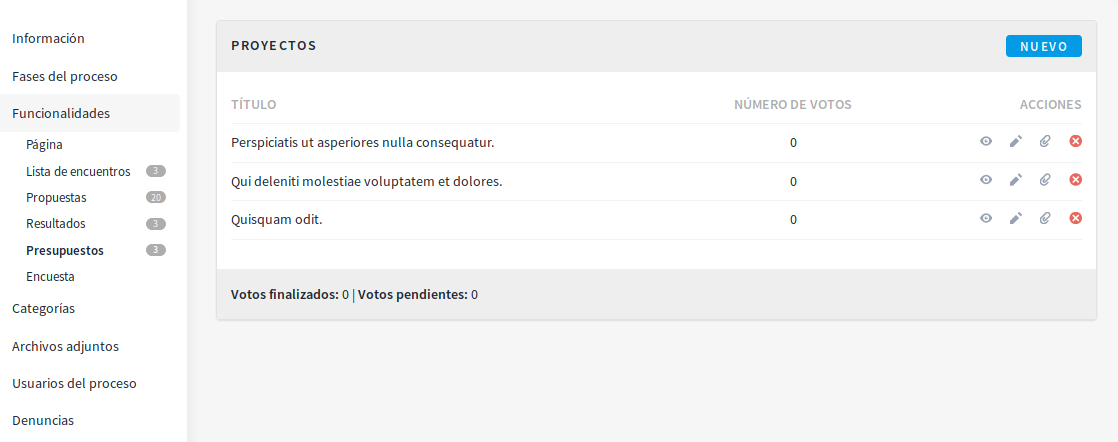 Información
Fases del proceso
Funcionalidades
Página
Lista de encuentros 3
Propuestas 20
Resultados 3
Presupuestos 3
Encuesta
Categorías
Archivos adjuntos
Usuarios del proceso
Denuncias
PROYECTOS NUEVO
TÍTULO NÚMERO DE VOTOS ACCIONES
Perspiciatis ut asperiores nulla consequatur. 0
Qui deleniti molestiae voluptatem et dolores. 0
Quisquam odit. 0
Votos finalizados: 0 | Votos pendientes: 0